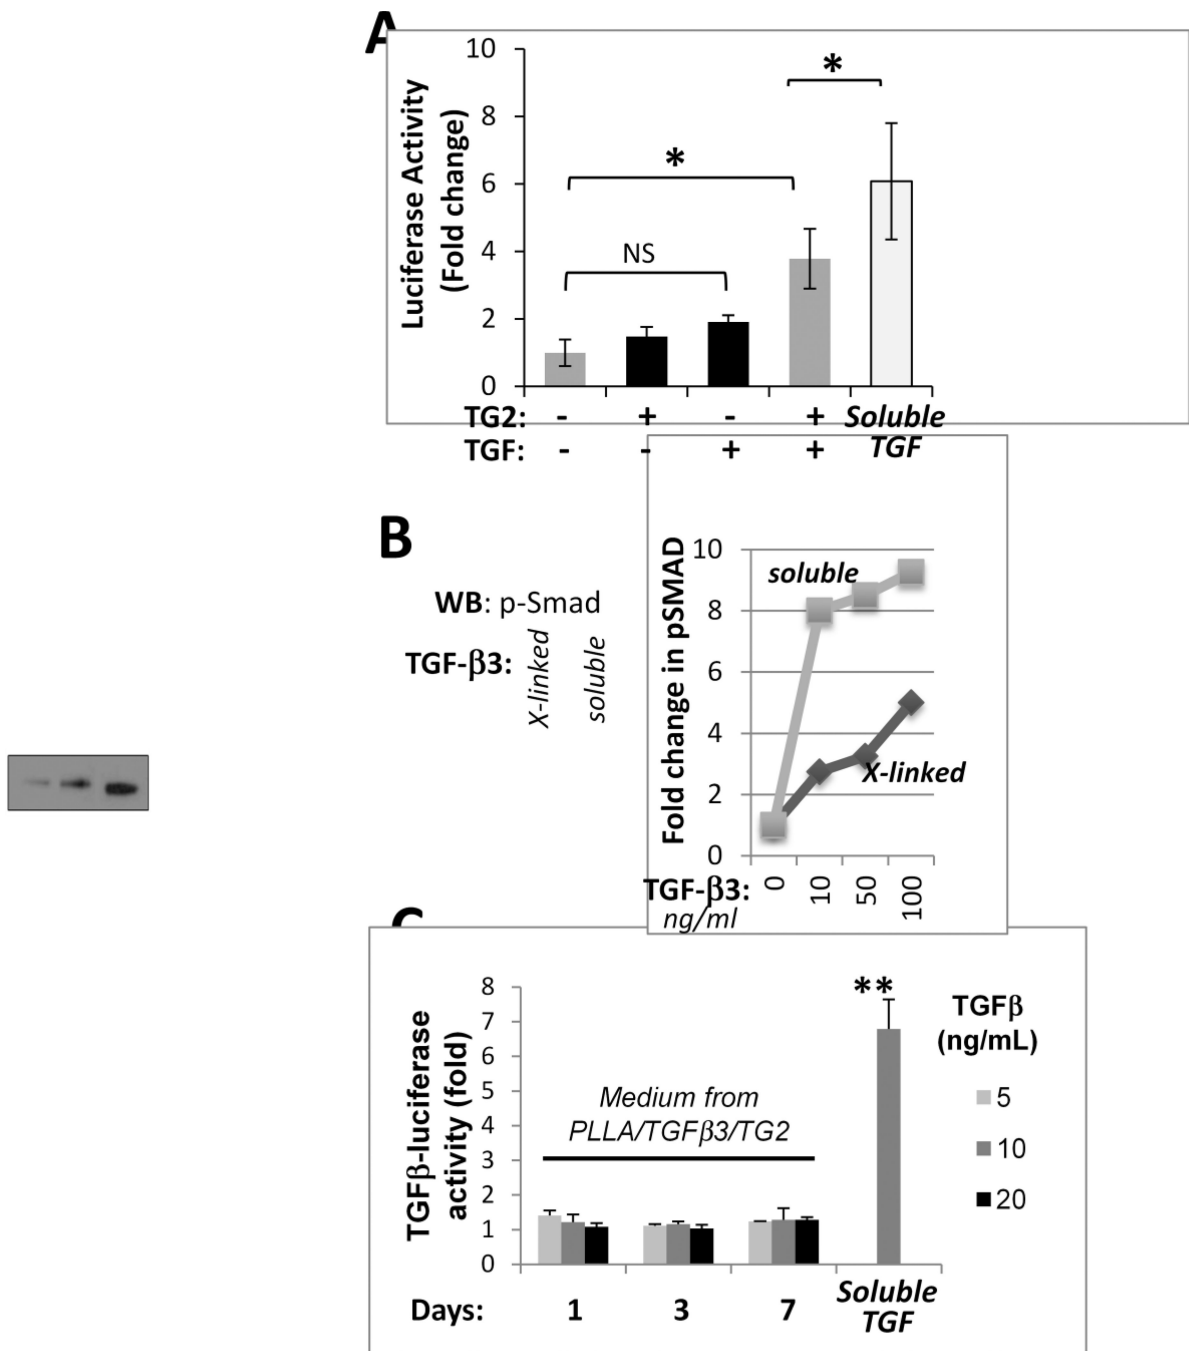 A
10
8
6
4
2
0
Luciferase Activity
(Fold change)
*
*
NS
TG2: - + - + Soluble
TGF: - - + + TGF
B
WB: p-Smad
TGF-β3: X-linked soluble
Fold change in pSMAD
10
8
6
4
2
0
soluble
X-linked
TGF-β3: 0 10 50 100
ng/ml
C
TGFβ-luciferase
activity (fold)
8
7
6
5
4
3
2
1
0
Medium from
PLLA/TGFβ3/TG2
**
TGFβ
(ng/mL)
5
10
20
Days: 1 3 7 Soluble
TGF